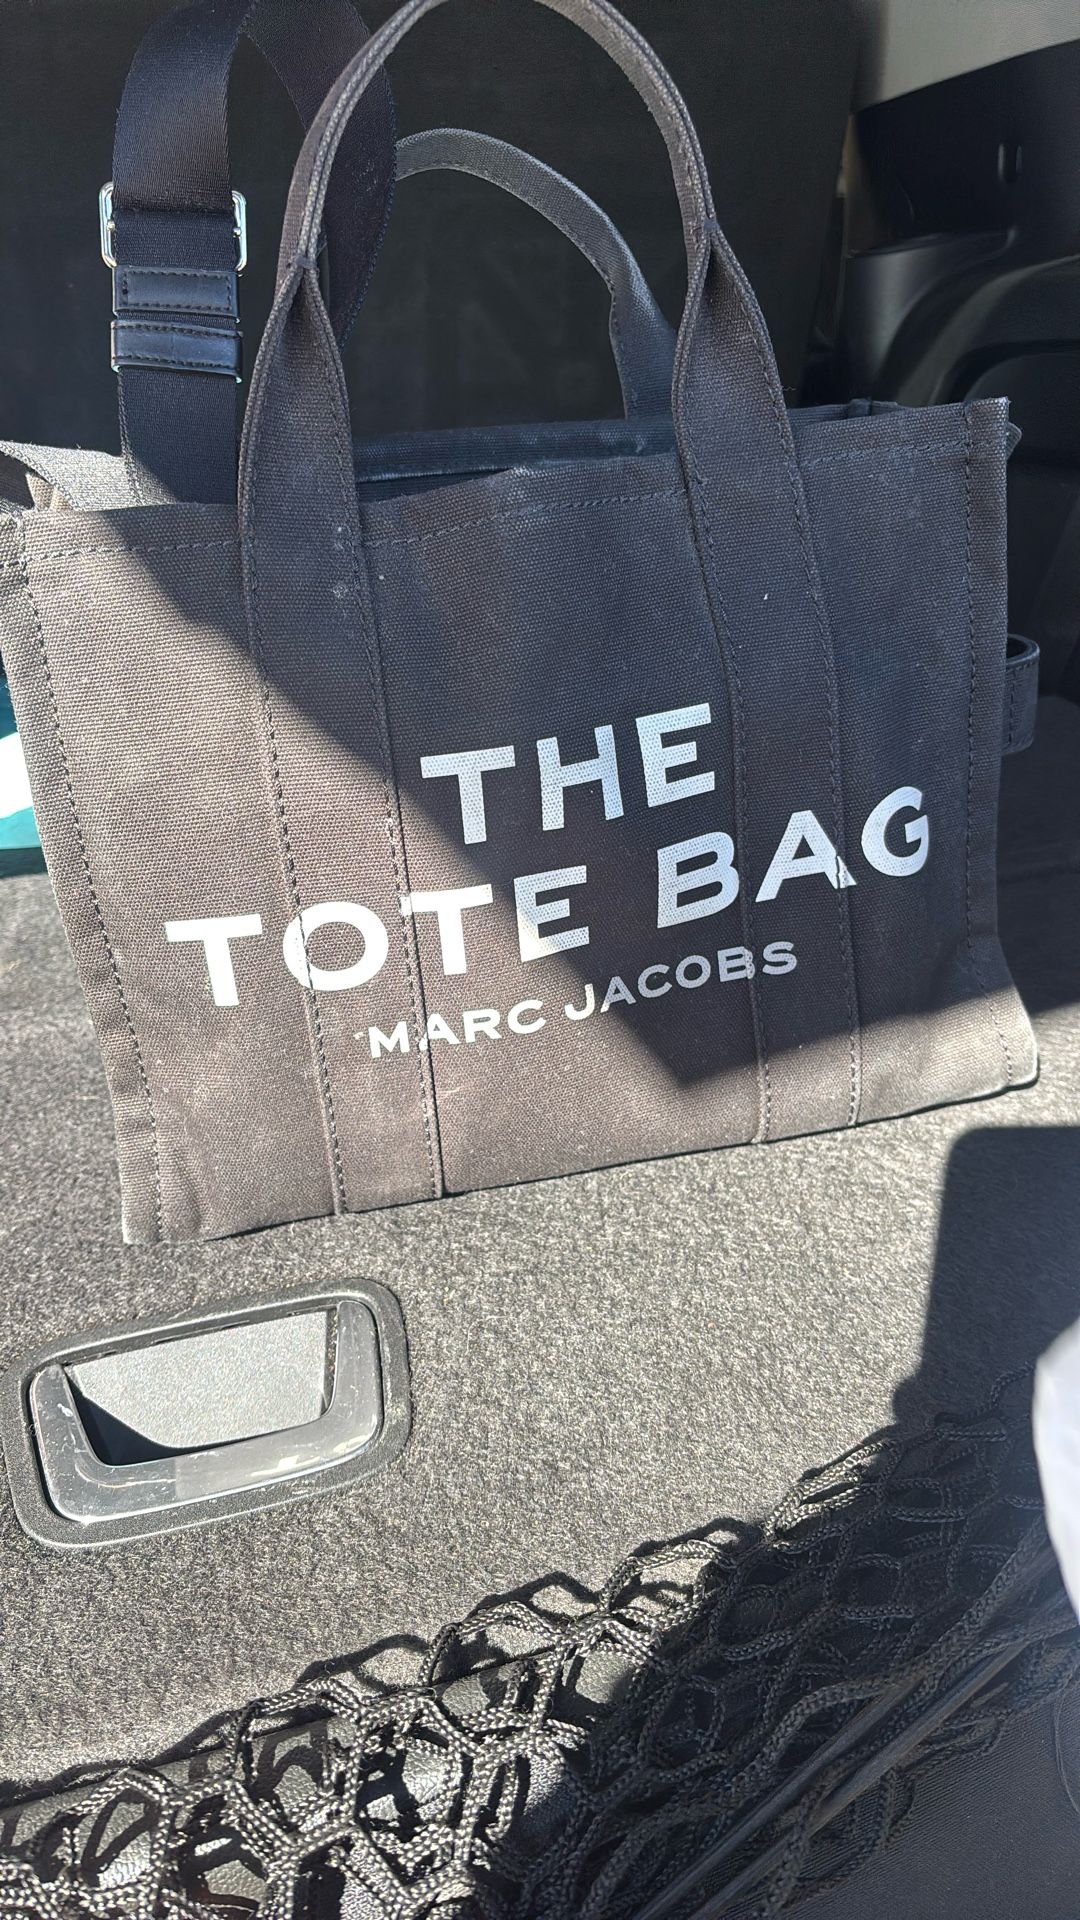 THE
TOTE BAG
MARC JACOBS